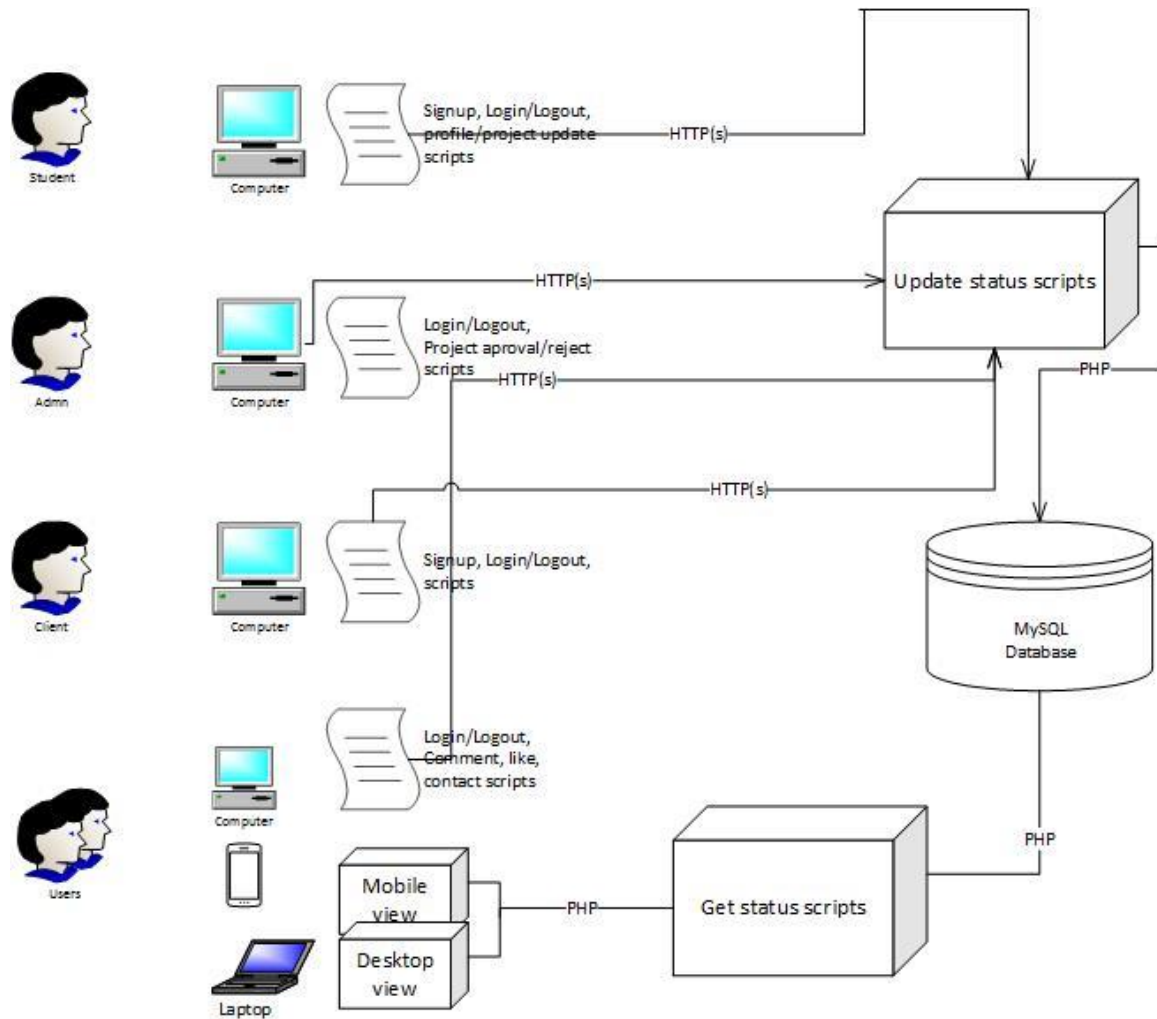 Signup, Login/Logout,
profile/project update
scripts
HTTP(s)
Student
Computer
Update status scripts
HTTP(s)
Login/Logout,
Project aproval/reject
scripts
HTTP(s)
PHP
Admn
Computer
HTTP(s)
Signup, Login/Logout,
scripts
Client
Computer
MySQL
Database
Login/Logout,
Comment, like,
contact scripts
Computer
PHP
Users
Mobile
view
PHP
Get status scripts
Desktop
view
Laptop